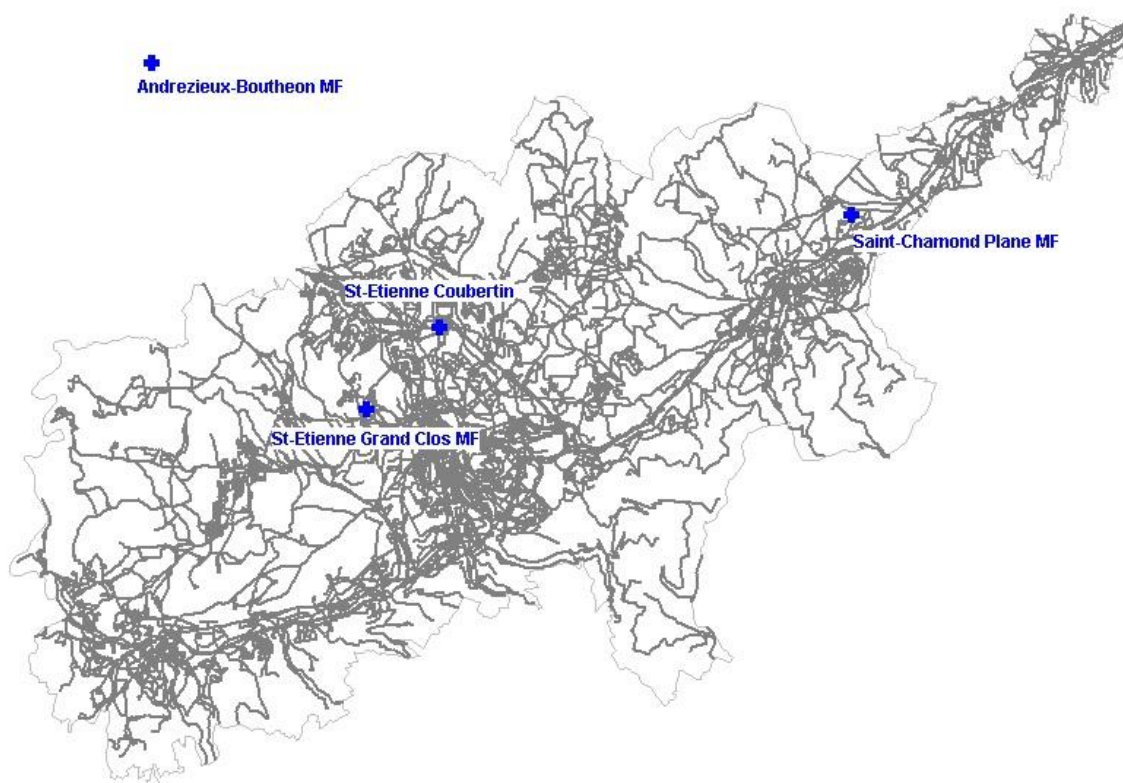 Andrezieux-Boutheon MF
Saint-Chamond Plane MF
St-Etienne Coubertin
St-Etienne Grand Clos MF